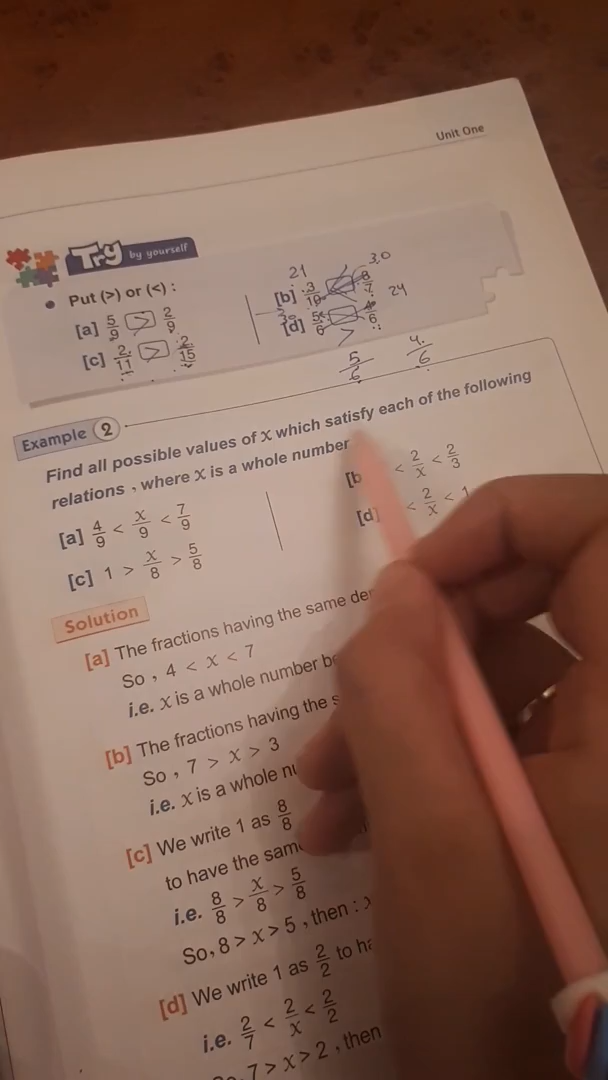 Unit One
Try by yourself
• Put (>) or (<) :
[a] 5/9 > 2/9
21 30
[b] 3/10 8/7
[c] 2/11 > 2/15
24
[d] 5/6 > 4/6
5/6 4/6
Example 2
Find all possible values of x which satisfy each of the following
relations , where x is a whole number
[a] 4/9 < x/9 < 7/9
[b < 2/x < 2/3
[c] 1 > x/8 > 5/8
[d] < 2/x < 1
Solution
[a] The fractions having the same
So , 4 < x < 7
i.e. x is a whole number
[b] The fractions having the
So , 7 > x > 3
i.e. x is a whole
[c] We write 1 as 8/8
to have the
i.e. 8/8 > x/8 > 5/8
So, 8 > x > 5 , then :
[d] We write 1 as 2/2 to
i.e. 2/7 < 2/x < 2/2
7 > x > 2 , then